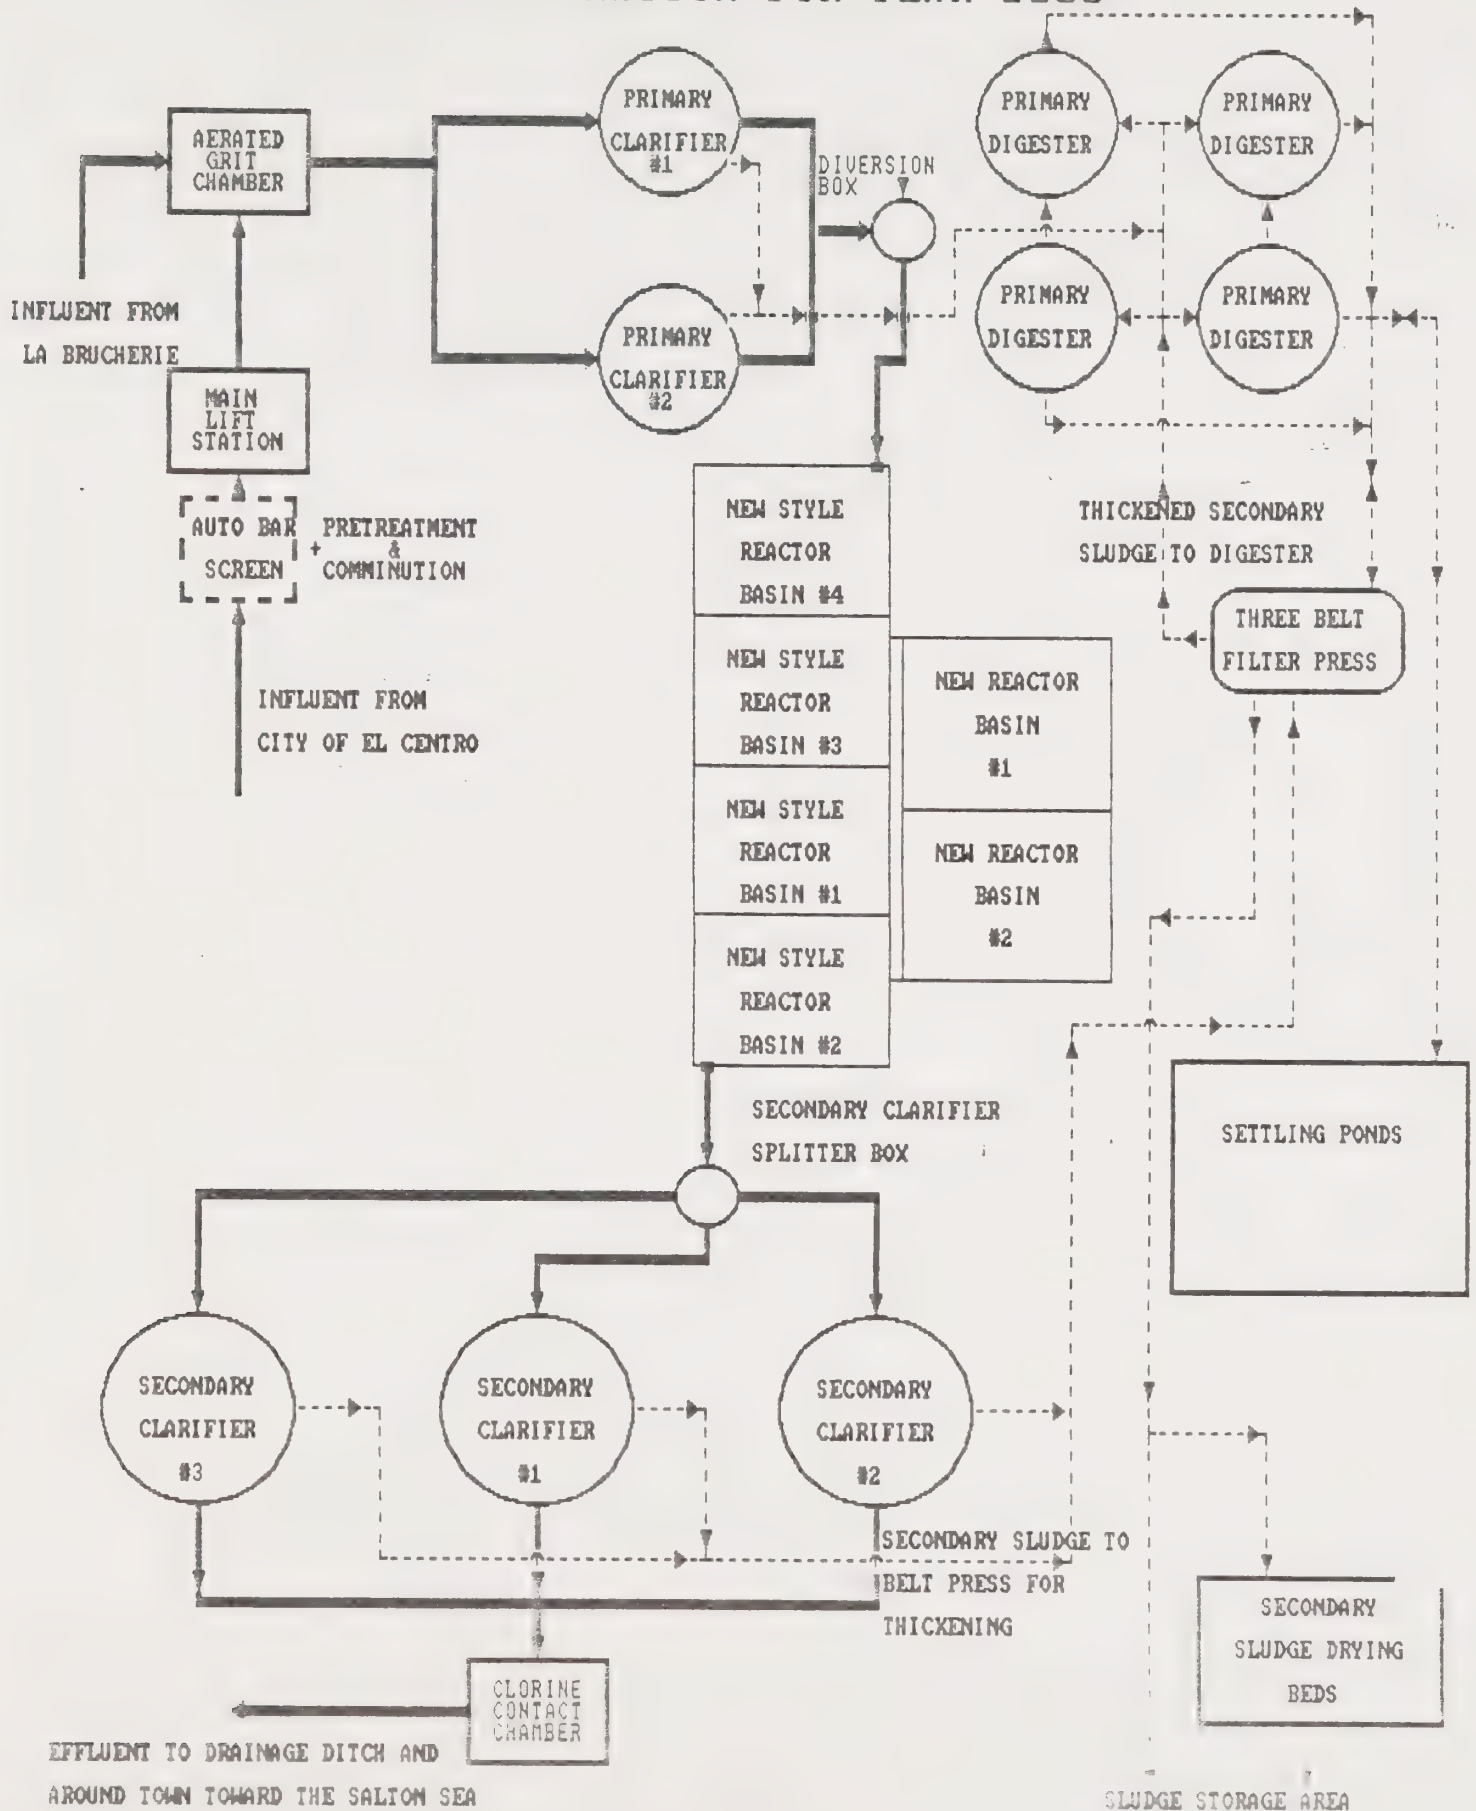 PRIMARY
CLARIFIER
#1
PRIMARY
DIGESTER
PRIMARY
DIGESTER
AERATED
GRIT
CHAMBER
DIVERSION
BOX
INFLUENT FROM
LA BRUCHERIE
PRIMARY
CLARIFIER
#2
PRIMARY
DIGESTER
PRIMARY
DIGESTER
MAIN
LIFT
STATION
AUTO BAR
SCREEN
+
PRETREATMENT
&
COMMINUTION
INFLUENT FROM
CITY OF EL CENTRO
NEW STYLE
REACTOR
BASIN #4
NEW STYLE
REACTOR
BASIN #3
NEW STYLE
REACTOR
BASIN #1
NEW STYLE
REACTOR
BASIN #2
NEW REACTOR
BASIN
#1
NEW REACTOR
BASIN
#2
THICKENED SECONDARY
SLUDGE TO DIGESTER
THREE BELT
FILTER PRESS
SETTLING PONDS
SECONDARY CLARIFIER
SPLITTER BOX
SECONDARY
CLARIFIER
#3
SECONDARY
CLARIFIER
#1
SECONDARY
CLARIFIER
#2
SECONDARY SLUDGE TO
BELT PRESS FOR
THICKENING
SECONDARY
SLUDGE DRYING
BEDS
CLORINE
CONTACT
CHAMBER
EFFLUENT TO DRAINAGE DITCH AND
AROUND TOWN TOWARD THE SALTON SEA
SLUDGE STORAGE AREA